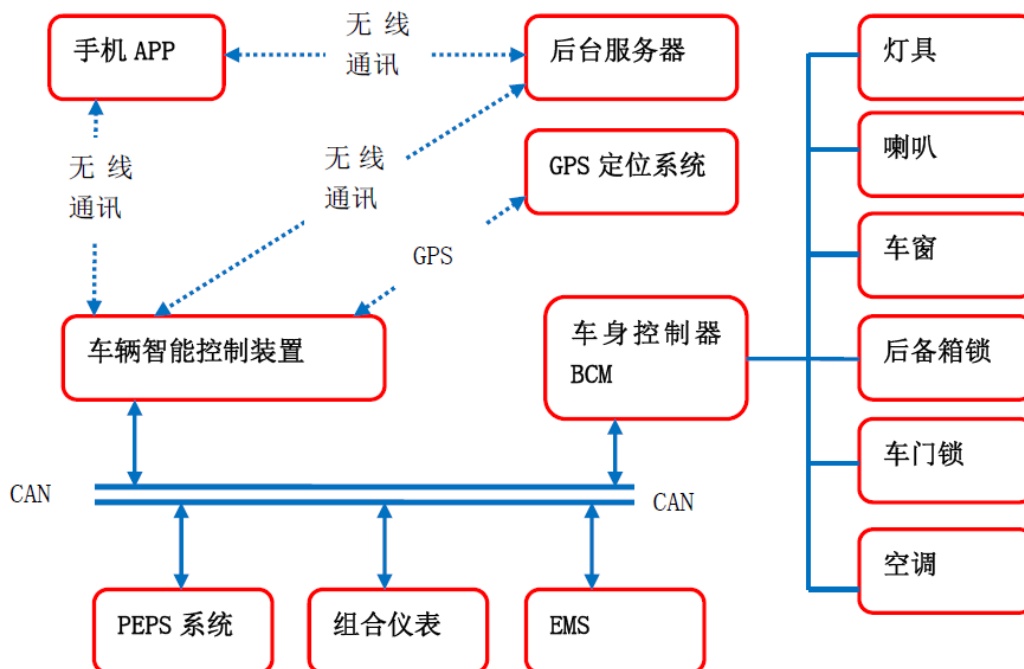 手机 APP
无 线
通讯
后台服务器
灯具
无 线
通讯
无 线
通讯
GPS 定位系统
喇叭
GPS
车窗
车辆智能控制装置
车身控制器
BCM
后备箱锁
车门锁
CAN
CAN
空调
PEPS 系统
组合仪表
EMS